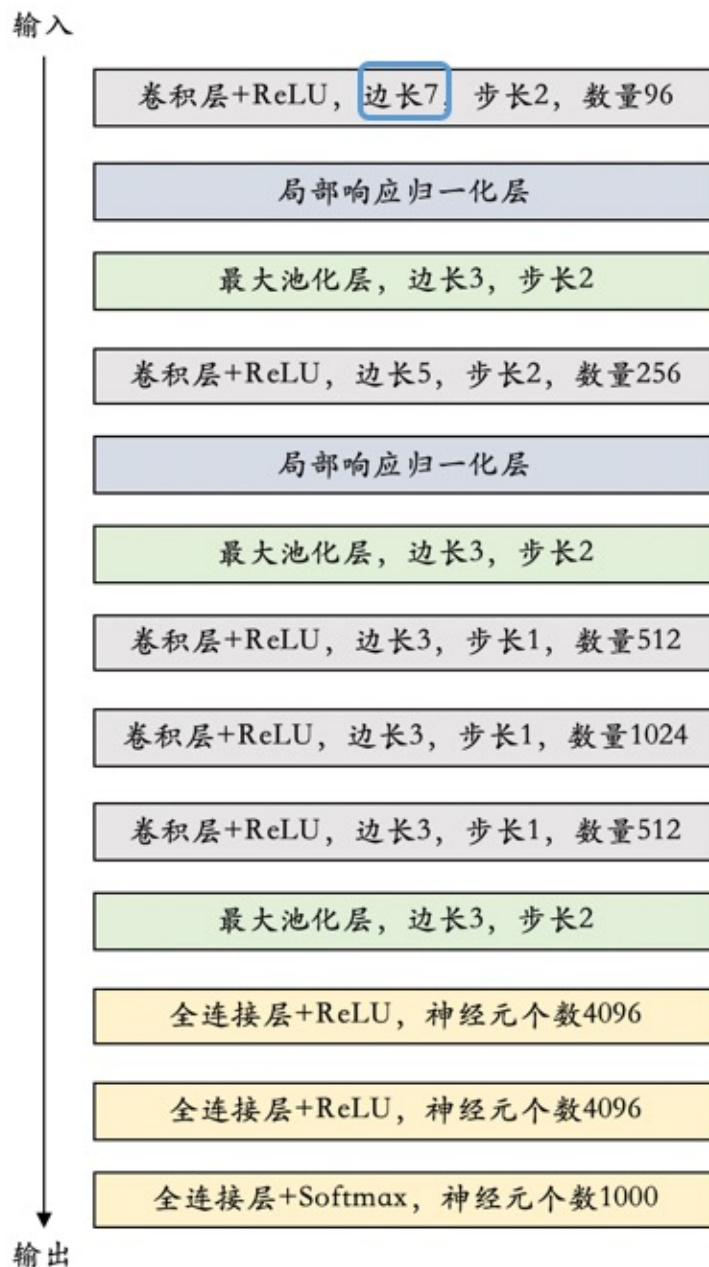 输入
卷积层+ReLU，边长7，步长2，数量96
局部响应归一化层
最大池化层，边长3，步长2
卷积层+ReLU，边长5，步长2，数量256
局部响应归一化层
最大池化层，边长3，步长2
卷积层+ReLU，边长3，步长1，数量512
卷积层+ReLU，边长3，步长1，数量1024
卷积层+ReLU，边长3，步长1，数量512
最大池化层，边长3，步长2
全连接层+ReLU，神经元个数4096
全连接层+ReLU，神经元个数4096
全连接层+Softmax，神经元个数1000
输出